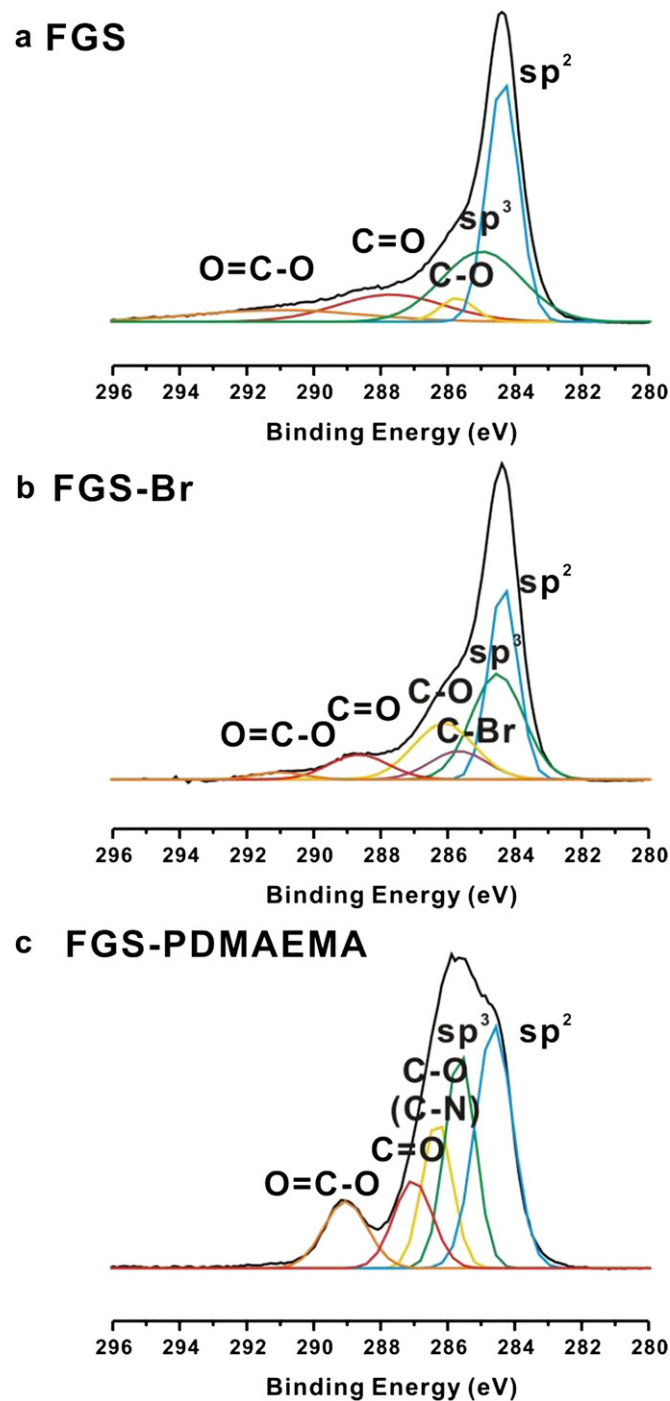 a FGS
sp²
sp³
C=O
O=C-O
C-O
296 294 292 290 288 286 284 282 280
Binding Energy (eV)
b FGS-Br
sp²
sp³
C-O
C=O
C-Br
O=C-O
296 294 292 290 288 286 284 282 280
Binding Energy (eV)
c FGS-PDMAEMA
sp³ sp²
C-O
(C-N)
C=O
O=C-O
296 294 292 290 288 286 284 282 280
Binding Energy (eV)